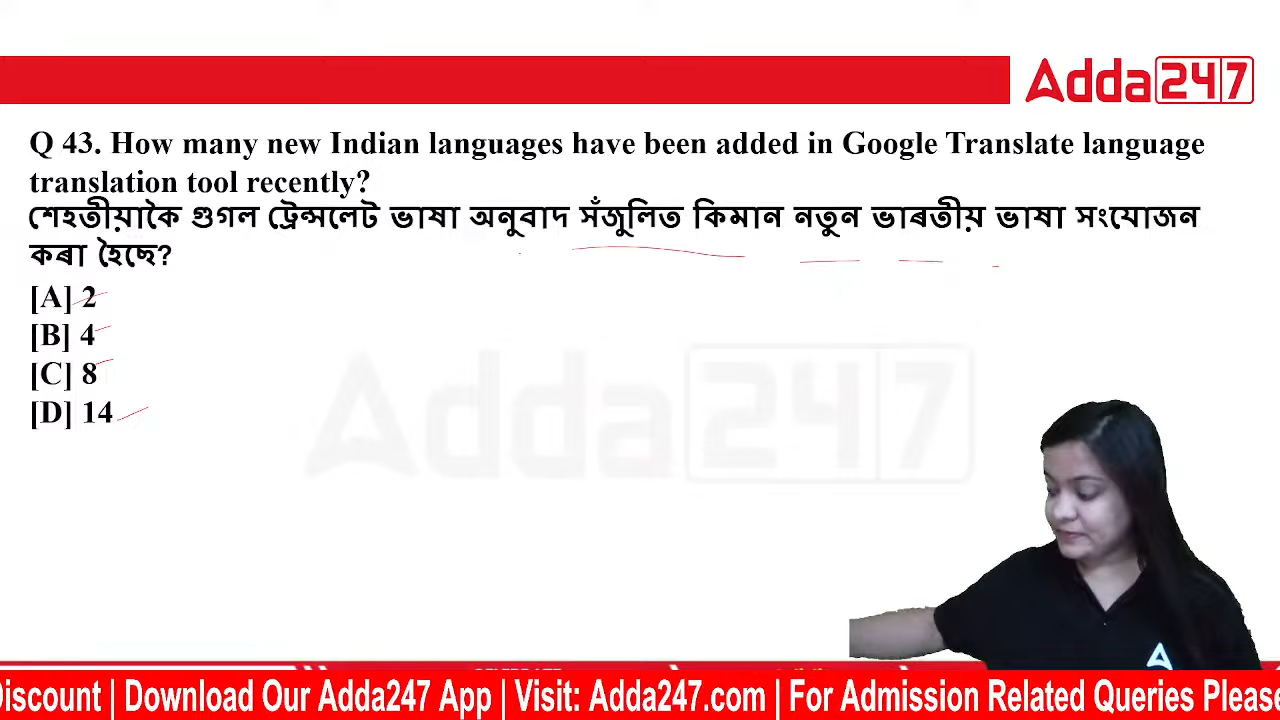 Adda247
Q 43. How many new Indian languages have been added in Google Translate language
translation tool recently?
শেহতীয়াকৈ গুগল ট্ৰেন্সলেট ভাষা অনুবাদ সঁজুলিত কিমান নতুন ভাৰতীয় ভাষা সংযোজন
কৰা হৈছে?
[A] 2
[B] 4
[C] 8
[D] 14
Adda247
Discount | Download Our Adda247 App | Visit: Adda247.com | For Admission Related Queries Please